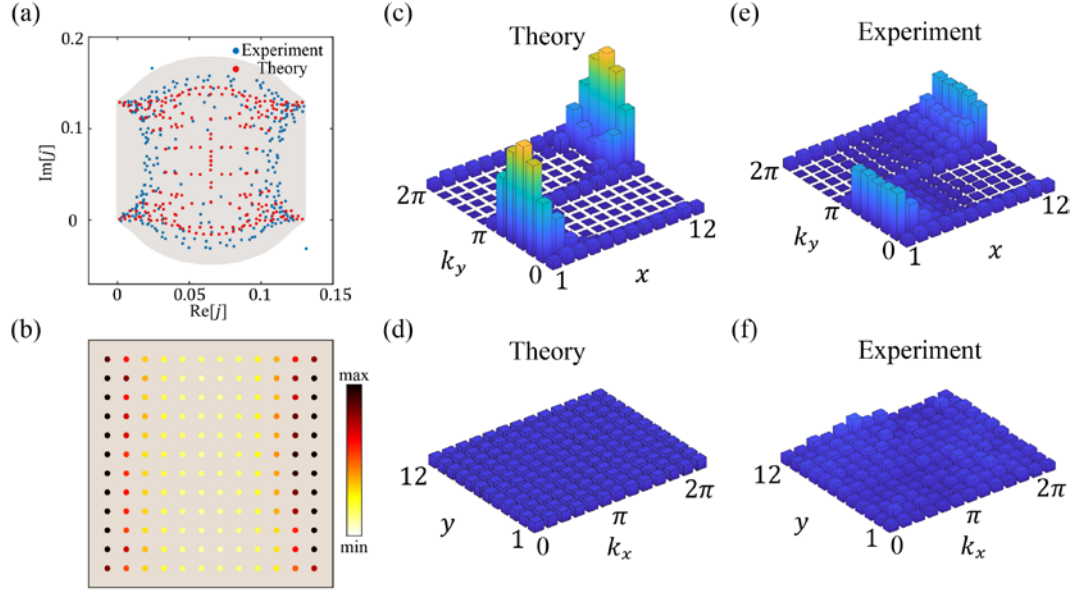 (a)
0.2
0.1
0
Im[j]
0
0.05
0.1
0.15
Re[j]
Experiment
Theory
(b)
max
min
(c)
Theory
2π
π
0
k_y
1
12
x
(d)
Theory
12
y
1
0
π
2π
k_x
(e)
Experiment
2π
π
0
k_y
1
12
x
(f)
Experiment
12
y
1
0
π
2π
k_x